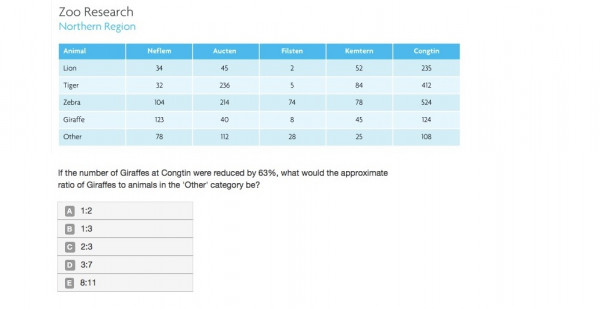 Zoo Research
Northern Region
Animal Neflem Aucten Filsten Kemtern Congtin
Lion 34 45 2 52 235
Tiger 32 236 5 84 412
Zebra 104 214 74 78 524
Giraffe 123 40 8 45 124
Other 78 112 28 25 108
If the number of Giraffes at Congtin were reduced by 63%, what would the approximate
ratio of Giraffes to animals in the 'Other' category be?
A 1:2
B 1:3
C 2:3
D 3:7
E 8:11